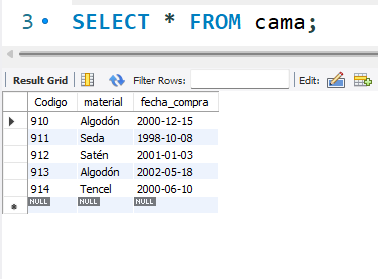 3 SELECT * FROM cama;
Result Grid Filter Rows: Edit:
Codigo material fecha_compra
910 Algodón 2000-12-15
911 Seda 1998-10-08
912 Satén 2001-01-03
913 Algodón 2002-05-18
914 Tencel 2000-06-10
NULL NULL NULL